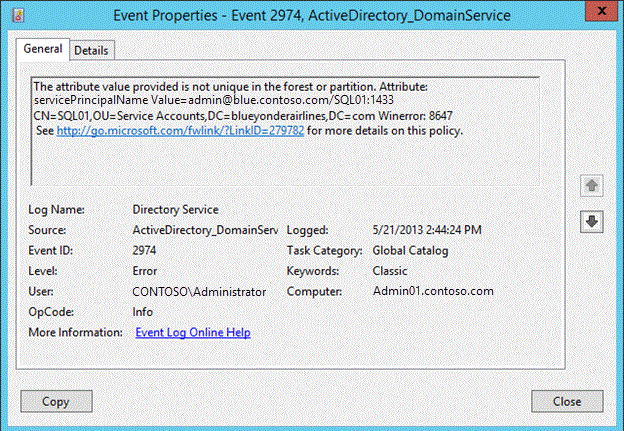 Event Properties - Event 2974, ActiveDirectory_DomainService
X
General Details
The attribute value provided is not unique in the forest or partition. Attribute:
servicePrincipalName Value=admin@blue.contoso.com/SQL01:1433
CN=SQL01,OU=Service Accounts,DC=blueyonderairlines,DC=com Winerror: 8647
See http://go.microsoft.com/fwlink/?LinkID=279782 for more details on this policy.
Log Name: Directory Service
Source: ActiveDirectory_DomainServ Logged: 5/21/2013 2:44:24 PM
Event ID: 2974 Task Category: Global Catalog
Level: Error Keywords: Classic
User: CONTOSO\Administrator Computer: Admin01.contoso.com
OpCode: Info
More Information: Event Log Online Help
Copy Close